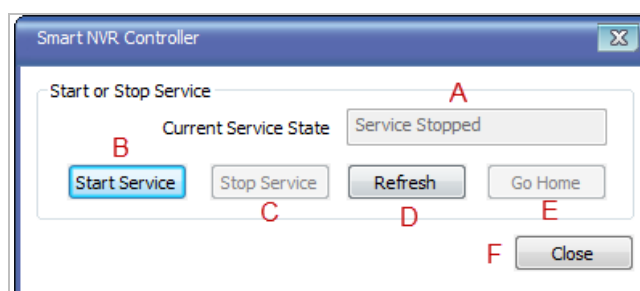 Smart NVR Controller
Start or Stop Service
A
Current Service State Service Stopped
B
Start Service Stop Service Refresh Go Home
C D E
F Close